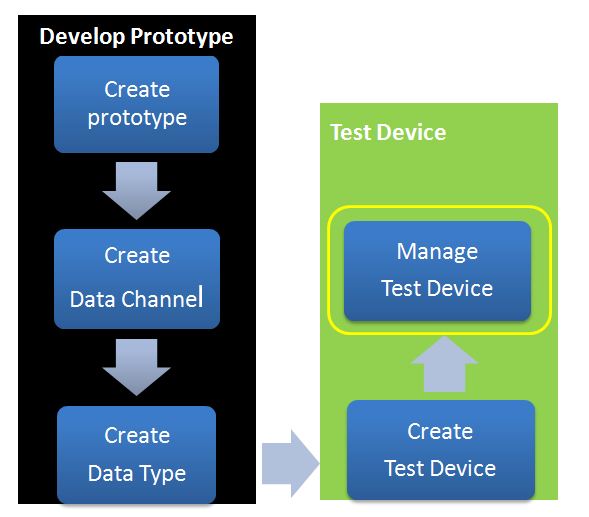 Develop Prototype
Create
prototype
Create
Data Channel
Create
Data Type
Test Device
Manage
Test Device
Create
Test Device